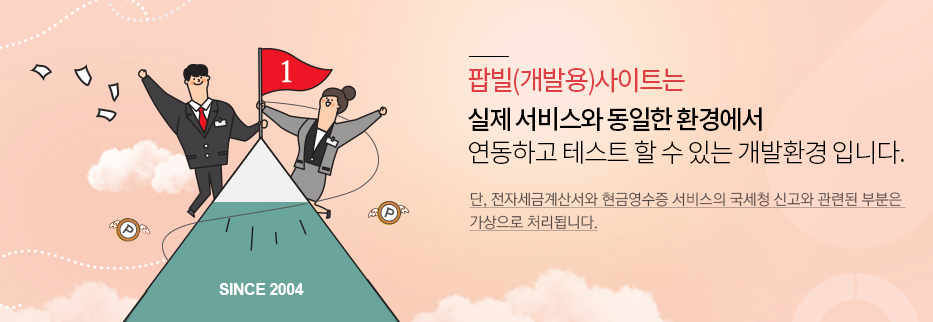 1
팝빌(개발용)사이트는
실제 서비스와 동일한 환경에서
연동하고 테스트 할 수 있는 개발환경 입니다.
단, 전자세금계산서와 현금영수증 서비스의 국세청 신고와 관련된 부분은
가상으로 처리됩니다.
P
P
SINCE 2004